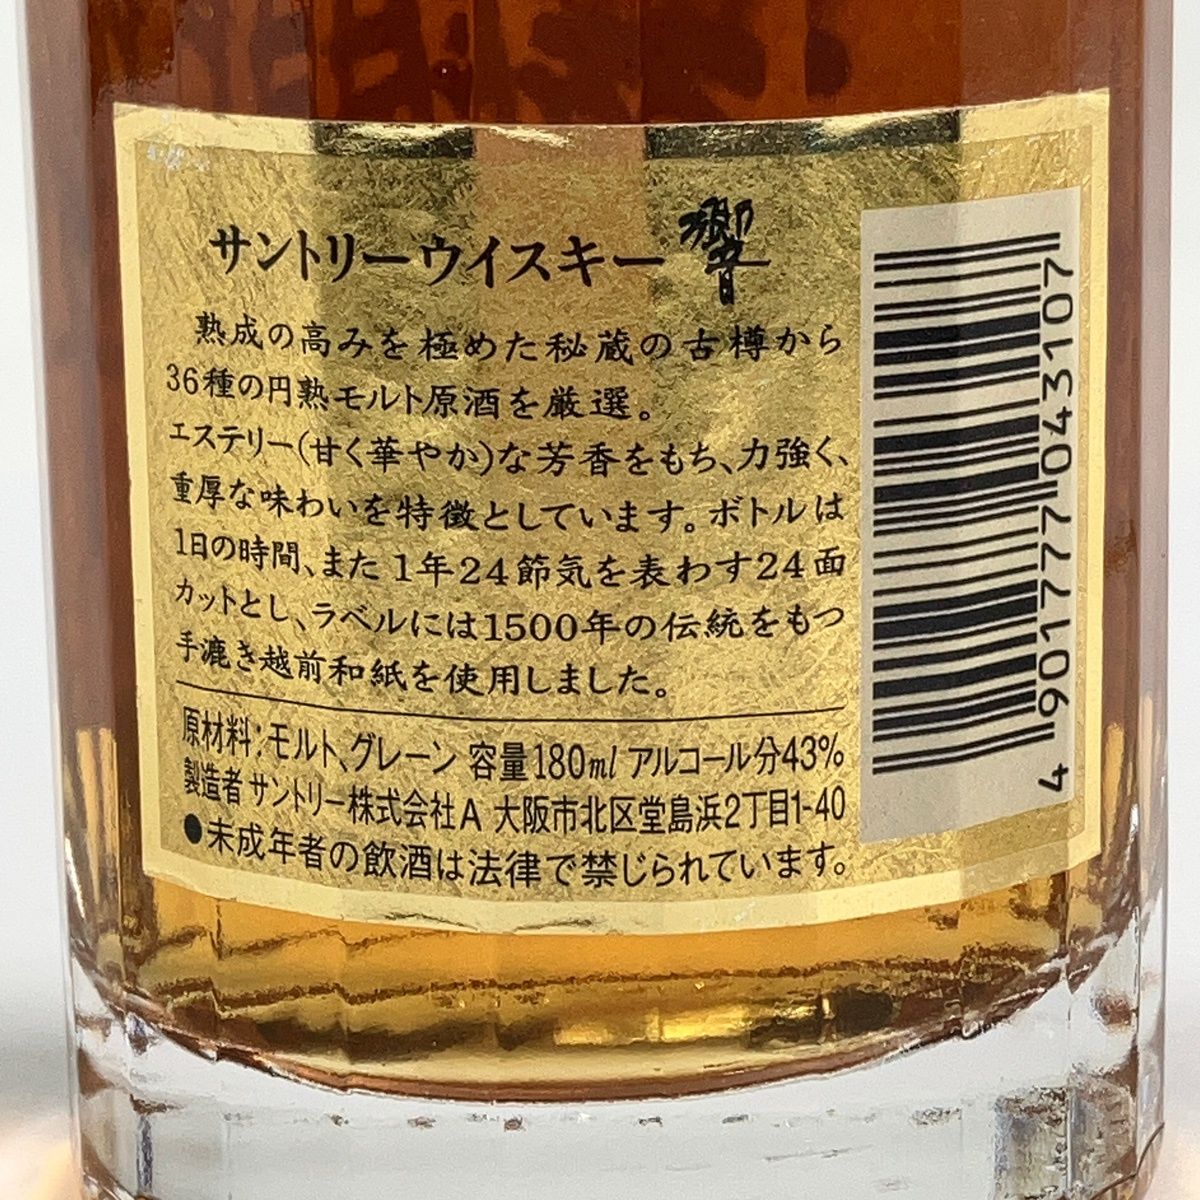 サントリーウイスキー 響
熟成の高みを極めた秘蔵の古樽から
36種の円熟モルト原酒を厳選。
エステリー(甘く華やか)な芳香をもち、力強く、
重厚な味わいを特徴としています。ボトルは
1日の時間、また1年24節気を表わす24面
カットとし、ラベルには1500年の伝統をもつ
手漉き越前和紙を使用しました。
原材料:モルト、グレーン 容量180ml アルコール分43%
製造者 サントリー株式会社A 大阪市北区堂島浜2丁目1-40
●未成年者の飲酒は法律で禁じられています。
4 901777 043107